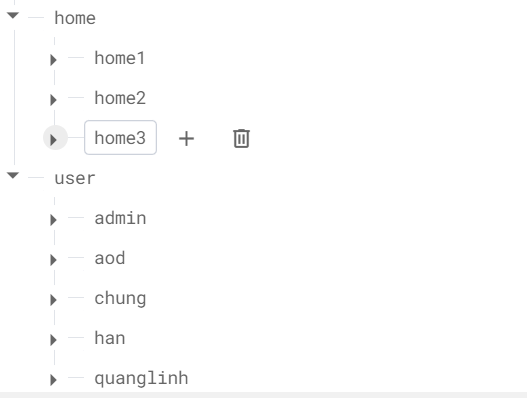 home
home1
home2
home3
user
admin
aod
chung
han
quanglinh